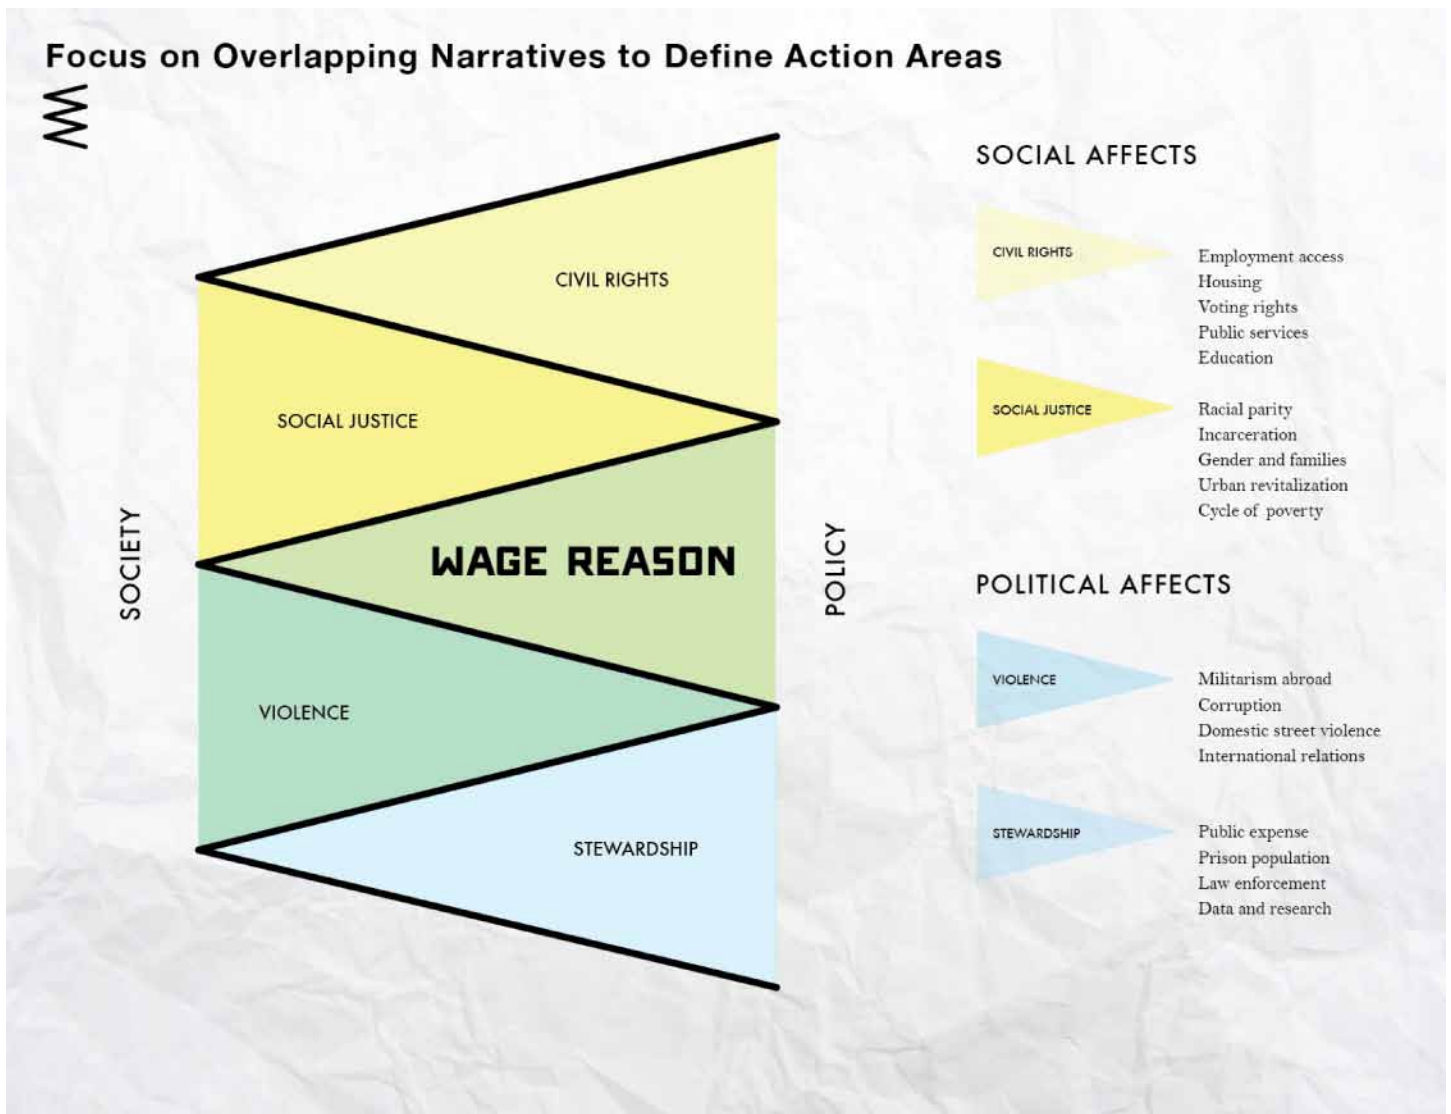 Focus on Overlapping Narratives to Define Action Areas
CIVIL RIGHTS
SOCIAL JUSTICE
WAGE REASON
VIOLENCE
STEWARDSHIP
SOCIETY
POLICY
SOCIAL AFFECTS
CIVIL RIGHTS
Employment access
Housing
Voting rights
Public services
Education
SOCIAL JUSTICE
Racial parity
Incarceration
Gender and families
Urban revitalization
Cycle of poverty
POLITICAL AFFECTS
VIOLENCE
Militarism abroad
Corruption
Domestic street violence
International relations
STEWARDSHIP
Public expense
Prison population
Law enforcement
Data and research